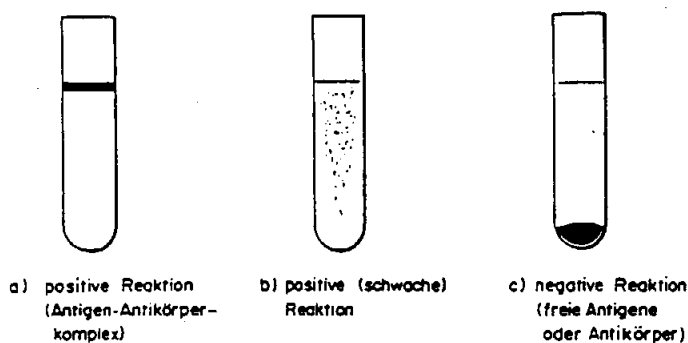 a) positive Reaktion
(Antigen-Antikörper-
komplex)
b) positive (schwache)
Reaktion
c) negative Reaktion
(freie Antigene
oder Antikörper)